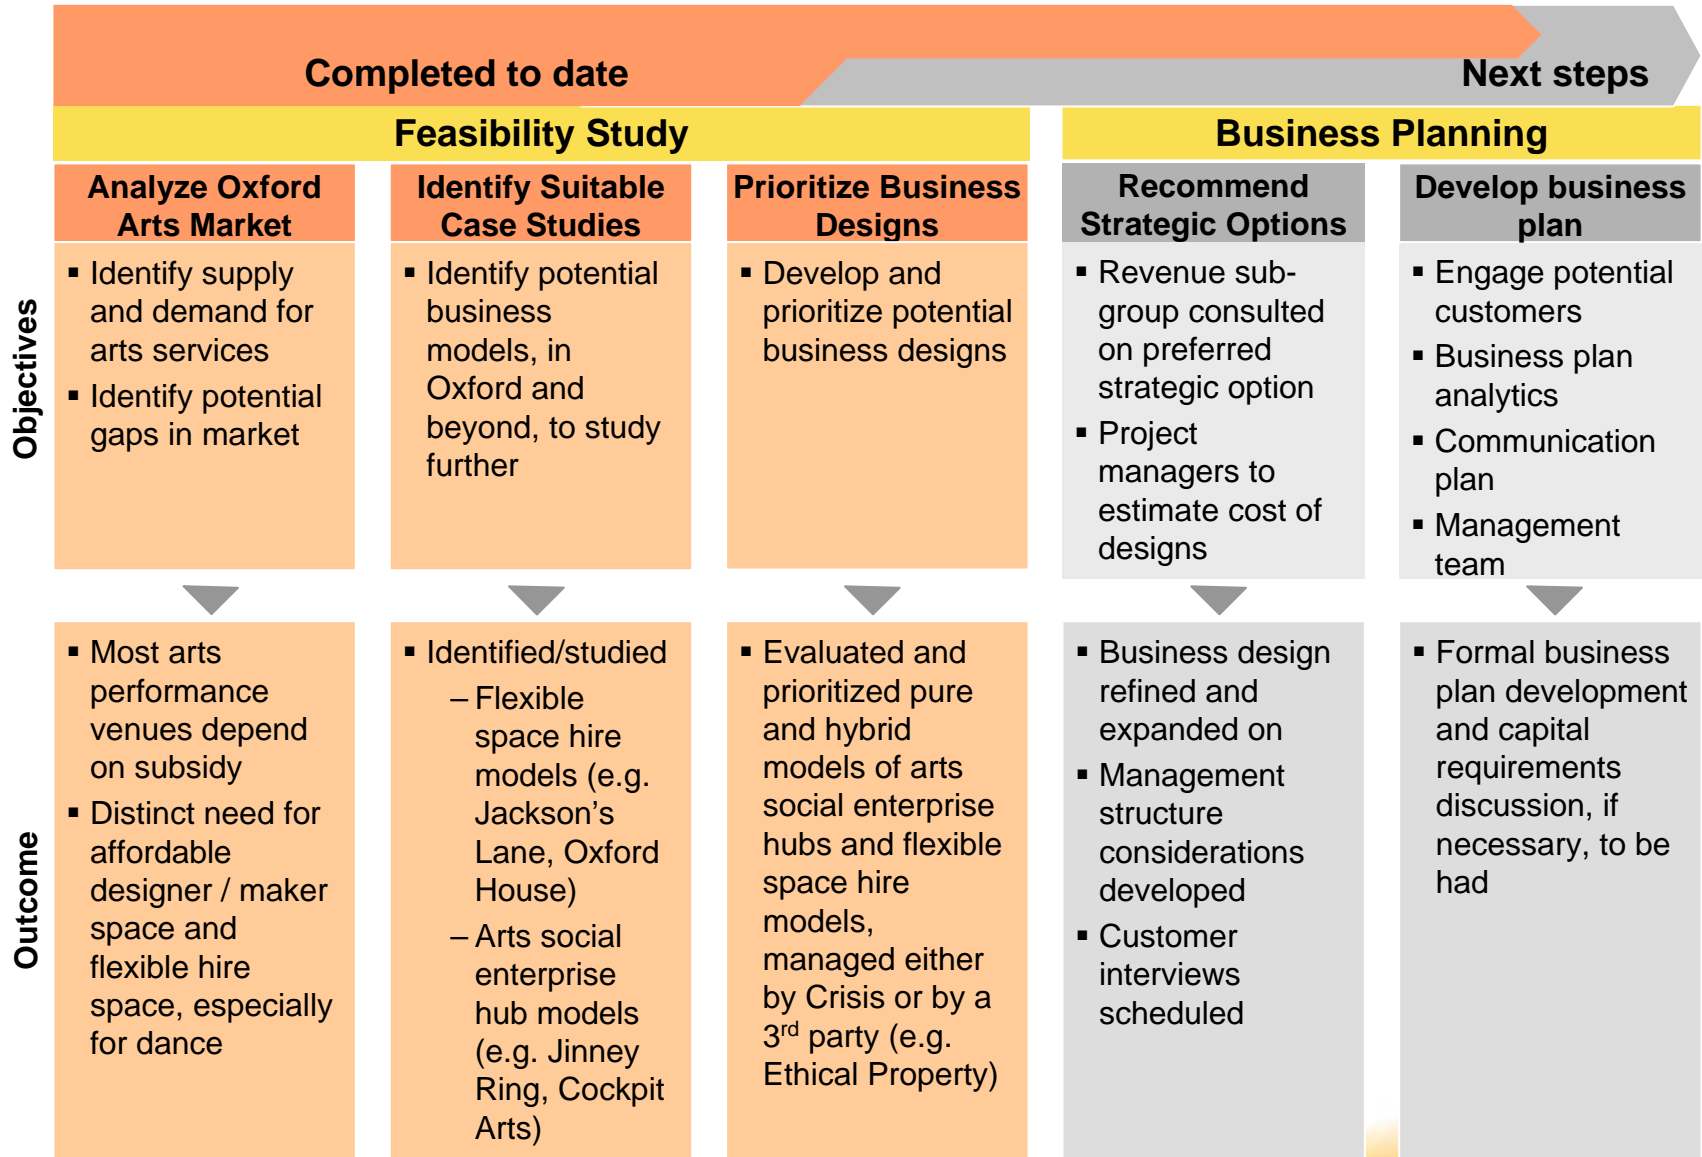 Completed to date
Next steps
Feasibility Study
Business Planning
Analyze Oxford
Arts Market
Identify Suitable
Case Studies
Prioritize Business
Designs
Recommend
Strategic Options
Develop business
plan
Objectives
▪ Identify supply
and demand for
arts services
▪ Identify potential
gaps in market
▪ Identify potential
business
models, in
Oxford and
beyond, to study
further
▪ Develop and
prioritize potential
business designs
▪ Revenue sub-
group consulted
on preferred
strategic option
▪ Project
managers to
estimate cost of
designs
▪ Engage potential
customers
▪ Business plan
analytics
▪ Communication
plan
▪ Management
team
Outcome
▪ Most arts
performance
venues depend
on subsidy
▪ Distinct need for
affordable
designer / maker
space and
flexible hire
space, especially
for dance
▪ Identified/studied
– Flexible
space hire
models (e.g.
Jackson’s
Lane, Oxford
House)
– Arts social
enterprise
hub models
(e.g. Jinney
Ring, Cockpit
Arts)
▪ Evaluated and
prioritized pure
and hybrid
models of arts
social enterprise
hubs and flexible
space hire
models,
managed either
by Crisis or by a
3rd party (e.g.
Ethical Property)
▪ Business design
refined and
expanded on
▪ Management
structure
considerations
developed
▪ Customer
interviews
scheduled
▪ Formal business
plan development
and capital
requirements
discussion, if
necessary, to be
had